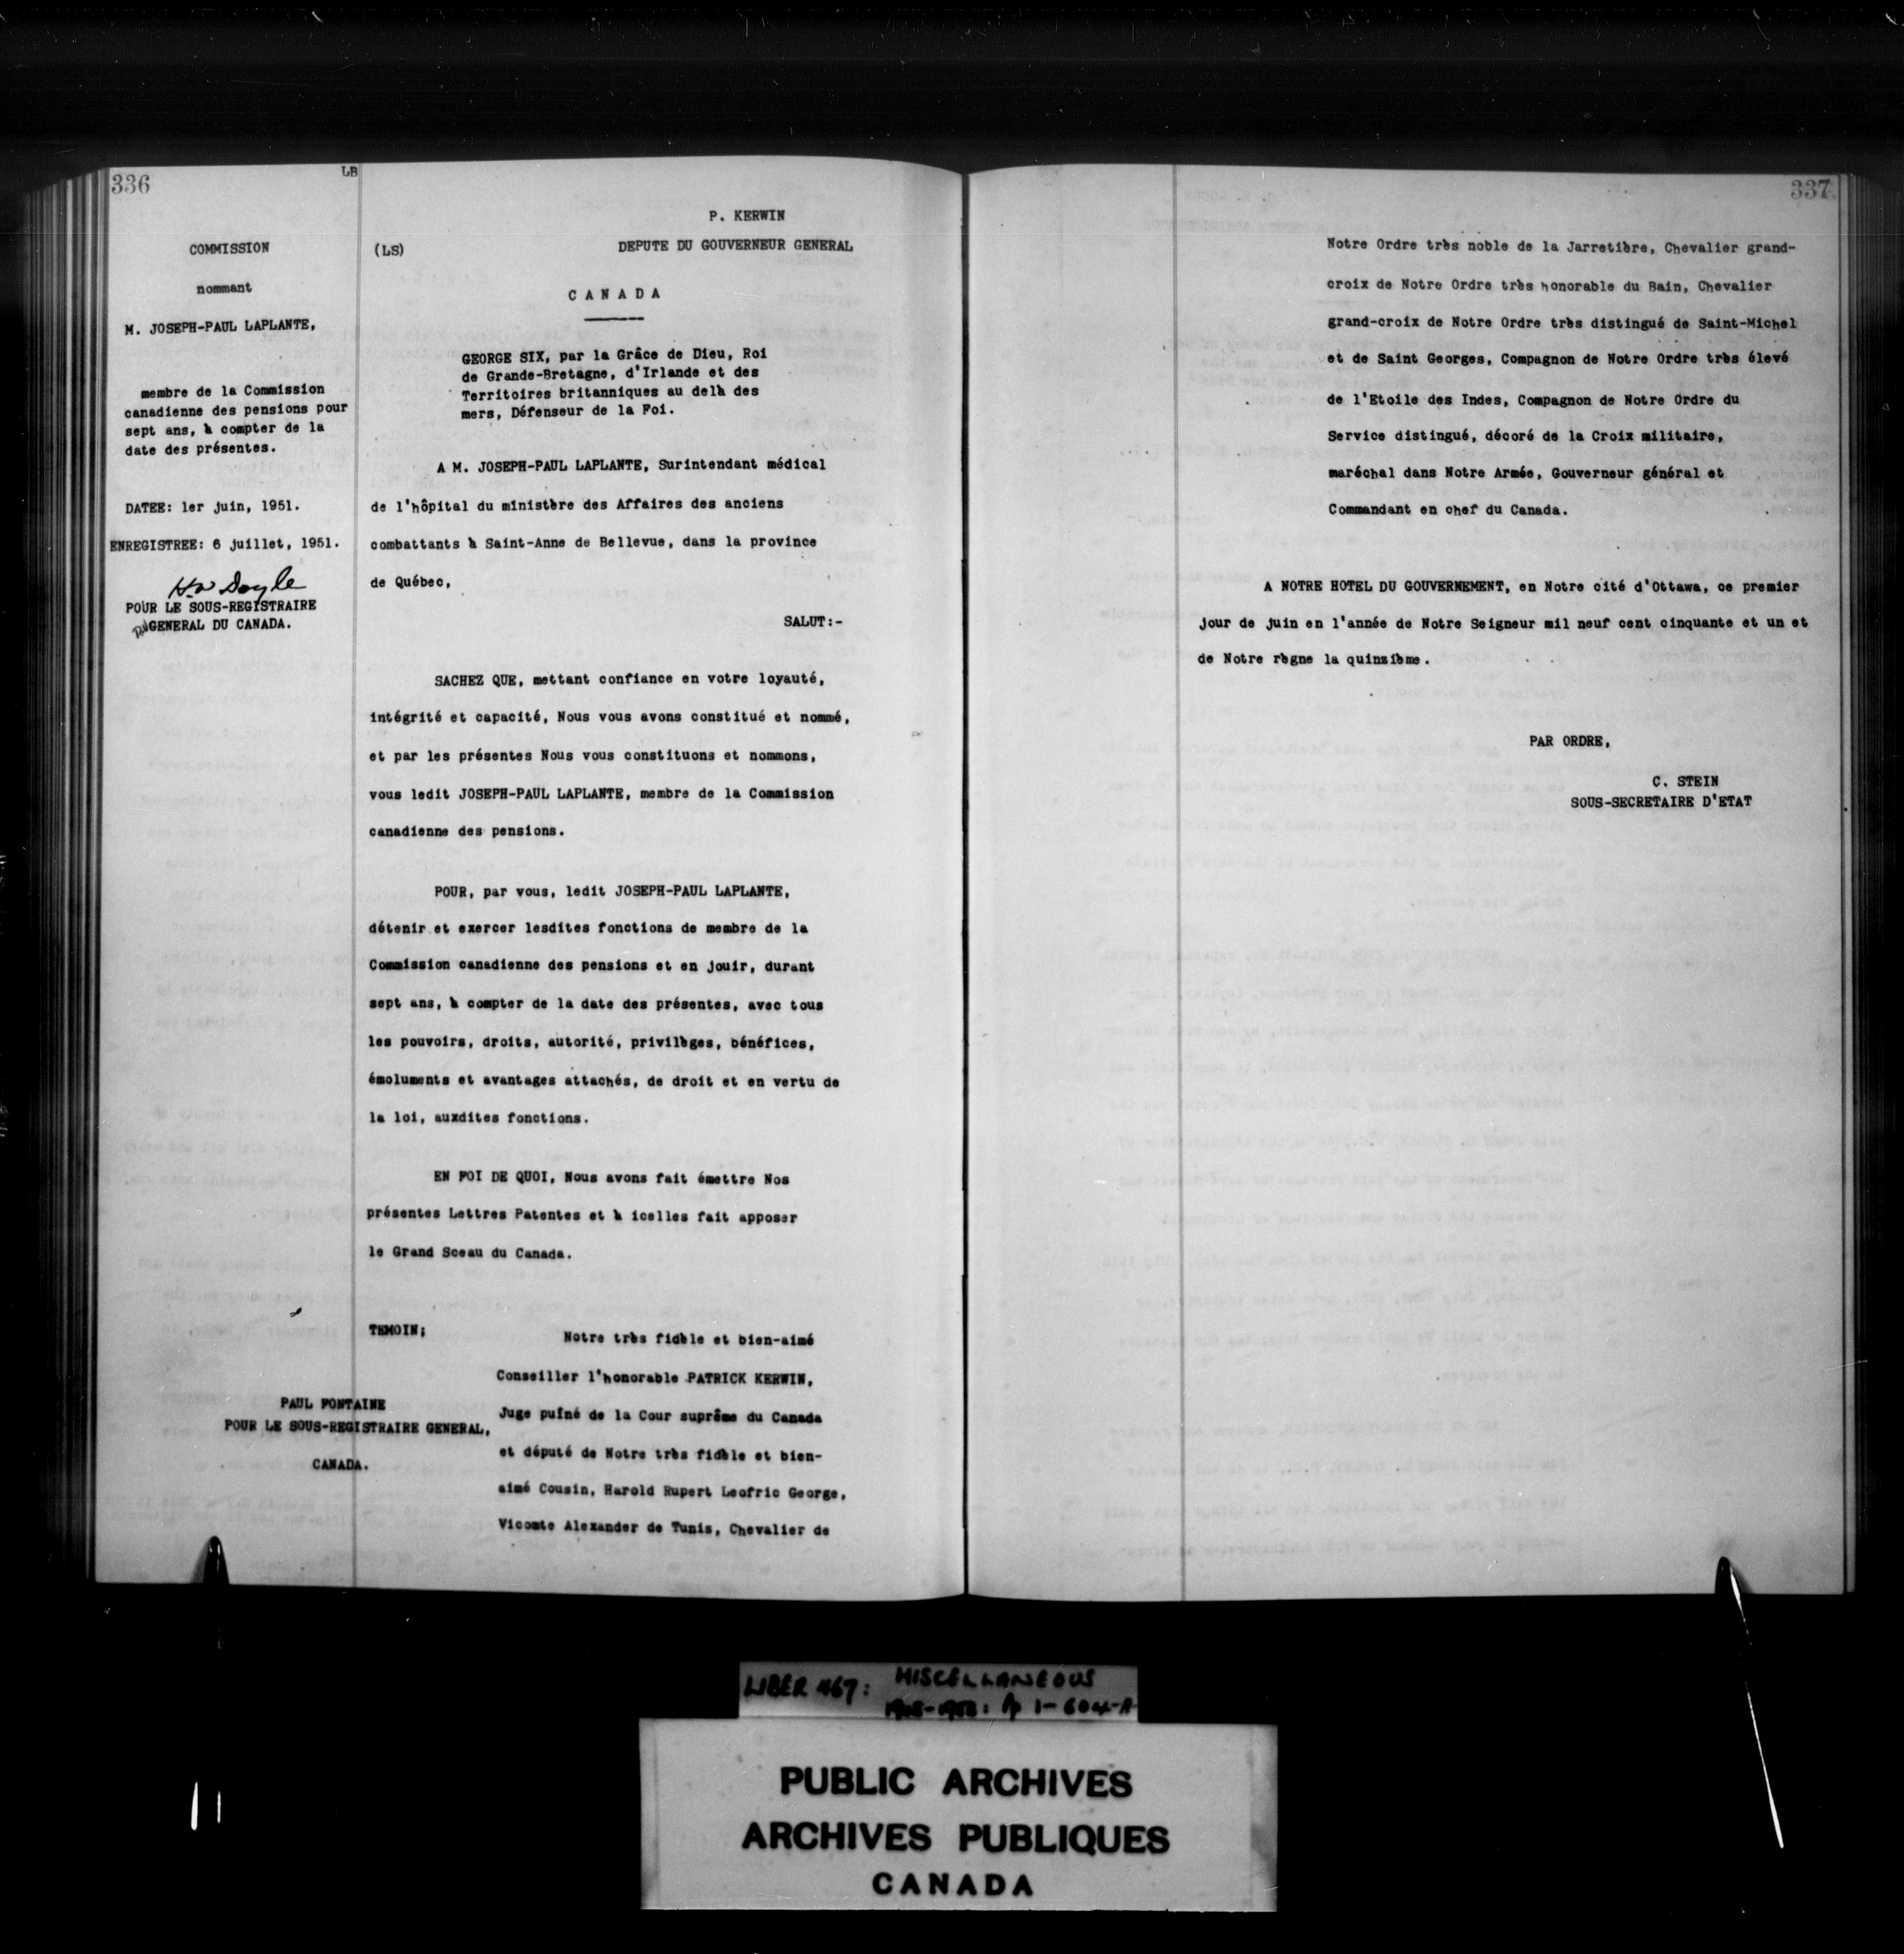 336
LB
COMMISSION
nommant
M. JOSEPH-PAUL LAPLANTE,
membre de la Commission
canadienne des pensions pour
sept ans, à compter de la
date des présentes.
DATEE: 1er juin, 1951.
ENREGISTREE: 6 juillet, 1951.
H.W Doyle
POUR LE SOUS-REGISTRAIRE
GENERAL DU CANADA.
P. KERWIN
(LS) DEPUTE DU GOUVERNEUR GENERAL
CANADA
GEORGE SIX, par la Grâce de Dieu, Roi
de Grande-Bretagne, d'Irlande et des
Territoires britanniques au delà des
mers, Défenseur de la Foi.
A M. JOSEPH-PAUL LAPLANTE, Surintendant médical
de l'hôpital du ministère des Affaires des anciens
combattants à Saint-Anne de Bellevue, dans la province
de Québec,
SALUT:-
SACHEZ QUE, mettant confiance en votre loyauté,
intégrité et capacité, Nous vous avons constitué et nommé,
et par les présentes Nous vous constituons et nommons,
vous ledit JOSEPH-PAUL LAPLANTE, membre de la Commission
canadienne des pensions.
POUR, par vous, ledit JOSEPH-PAUL LAPLANTE,
détenir et exercer lesdites fonctions de membre de la
Commission canadienne des pensions et en jouir, durant
sept ans, à compter de la date des présentes, avec tous
les pouvoirs, droits, autorité, privilèges, bénéfices,
émoluments et avantages attachés, de droit et en vertu de
la loi, auxdites fonctions.
EN FOI DE QUOI, Nous avons fait émettre Nos
présentes Lettres Patentes et à icelles fait apposer
le Grand Sceau du Canada.
TEMOIN; Notre très fidèle et bien-aimé
Conseiller l'honorable PATRICK KERWIN,
Juge puîné de la Cour suprême du Canada
et député de Notre très fidèle et bien-
aimé Cousin, Harold Rupert Leofric George,
Vicomte Alexander de Tunis, Chevalier de
PAUL FONTAINE
POUR LE SOUS-REGISTRAIRE GENERAL,
CANADA.
337
Notre Ordre très noble de la Jarretière, Chevalier grand-
croix de Notre Ordre très honorable du Bain, Chevalier
grand-croix de Notre Ordre très distingué de Saint-Michel
et de Saint Georges, Compagnon de Notre Ordre très élevé
de l'Etoile des Indes, Compagnon de Notre Ordre du
Service distingué, décoré de la Croix militaire,
maréchal dans Notre Armée, Gouverneur général et
Commandant en chef du Canada.
A NOTRE HOTEL DU GOUVERNEMENT, en Notre cité d'Ottawa, ce premier
jour de juin en l'année de Notre Seigneur mil neuf cent cinquante et un et
de Notre règne la quinzième.
PAR ORDRE,
C. STEIN
SOUS-SECRETAIRE D'ETAT
LIBER 467: MISCELLANEOUS
pp 1-604-A
PUBLIC ARCHIVES
ARCHIVES PUBLIQUES
CANADA